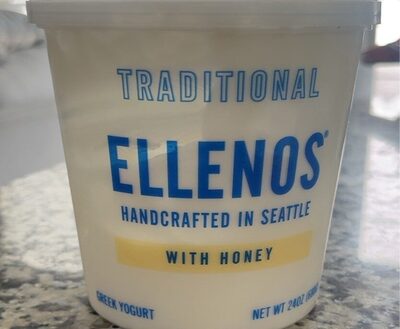 TRADITIONAL
ELLENOS®
HANDCRAFTED IN SEATTLE
WITH HONEY
GREEK YOGURT
NET WT 24OZ